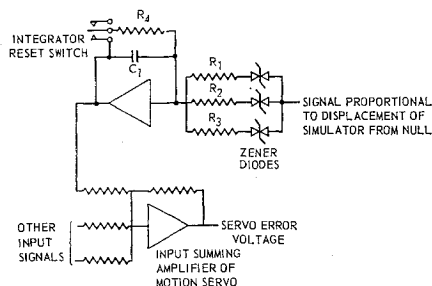 R4
INTEGRATOR
RESET SWITCH
C1
R1
R2
R3
SIGNAL PROPORTIONAL
TO DISPLACEMENT OF
SIMULATOR FROM NULL
ZENER
DIODES
OTHER
INPUT
SIGNALS
SERVO ERROR
VOLTAGE
INPUT SUMMING
AMPLIFIER OF
MOTION SERVO